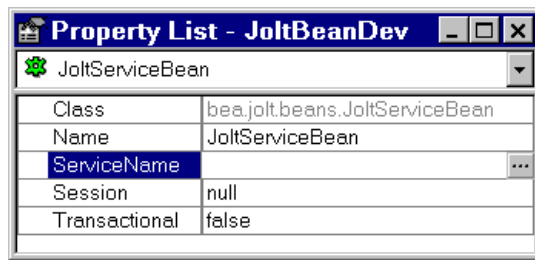 Property List - JoltBeanDev
JoltServiceBean
Class bea.jolt.beans.JoltServiceBean
Name JoltServiceBean
ServiceName ...
Session null
Transactional false